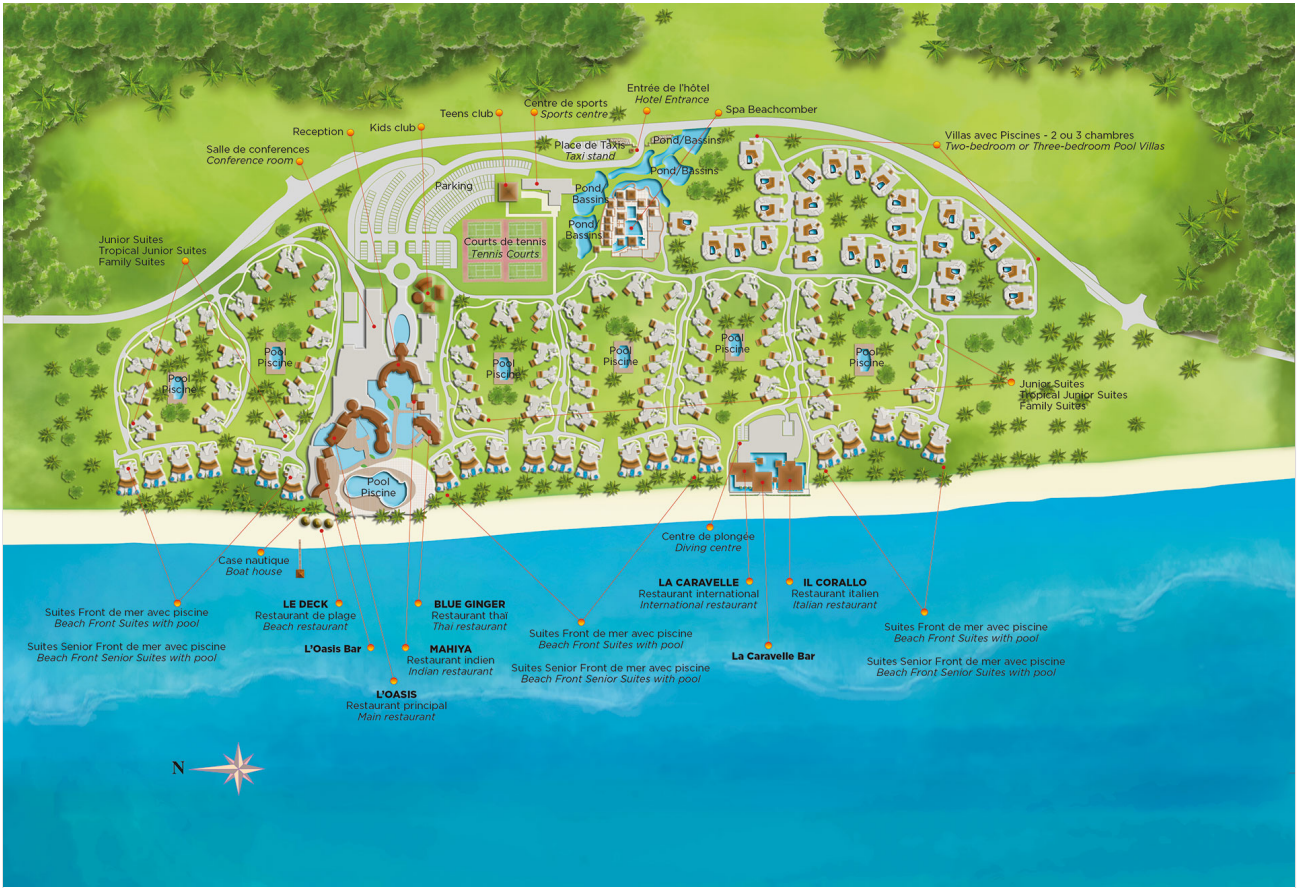 Entrée de l'hôtel
Hotel Entrance
Centre de sports
Sports centre
Teens club
Spa Beachcomber
Kids club
Reception
Salle de conferences
Conference room
Place de Taxis
Taxi stand
Pond/Bassins
Pond/Bassins
Pond/
Bassins
Pond/
Bassins
Villas avec Piscines - 2 ou 3 chambres
Two-bedroom or Three-bedroom Pool Villas
Parking
Courts de tennis
Tennis Courts
Junior Suites
Tropical Junior Suites
Family Suites
Pool
Piscine
Pool
Piscine
Pool
Piscine
Pool
Piscine
Pool
Piscine
Pool
Piscine
Junior Suites
Tropical Junior Suites
Family Suites
Pool
Piscine
Centre de plongée
Diving centre
Case nautique
Boat house
LE DECK
Restaurant de plage
Beach restaurant
BLUE GINGER
Restaurant thaï
Thai restaurant
LA CARAVELLE
Restaurant international
International restaurant
IL CORALLO
Restaurant italien
Italian restaurant
Suites Front de mer avec piscine
Beach Front Suites with pool
Suites Senior Front de mer avec piscine
Beach Front Senior Suites with pool
L'Oasis Bar
MAHIYA
Restaurant indien
Indian restaurant
Suites Front de mer avec piscine
Beach Front Suites with pool
Suites Senior Front de mer avec piscine
Beach Front Senior Suites with pool
La Caravelle Bar
Suites Front de mer avec piscine
Beach Front Suites with pool
Suites Senior Front de mer avec piscine
Beach Front Senior Suites with pool
L'OASIS
Restaurant principal
Main restaurant
N